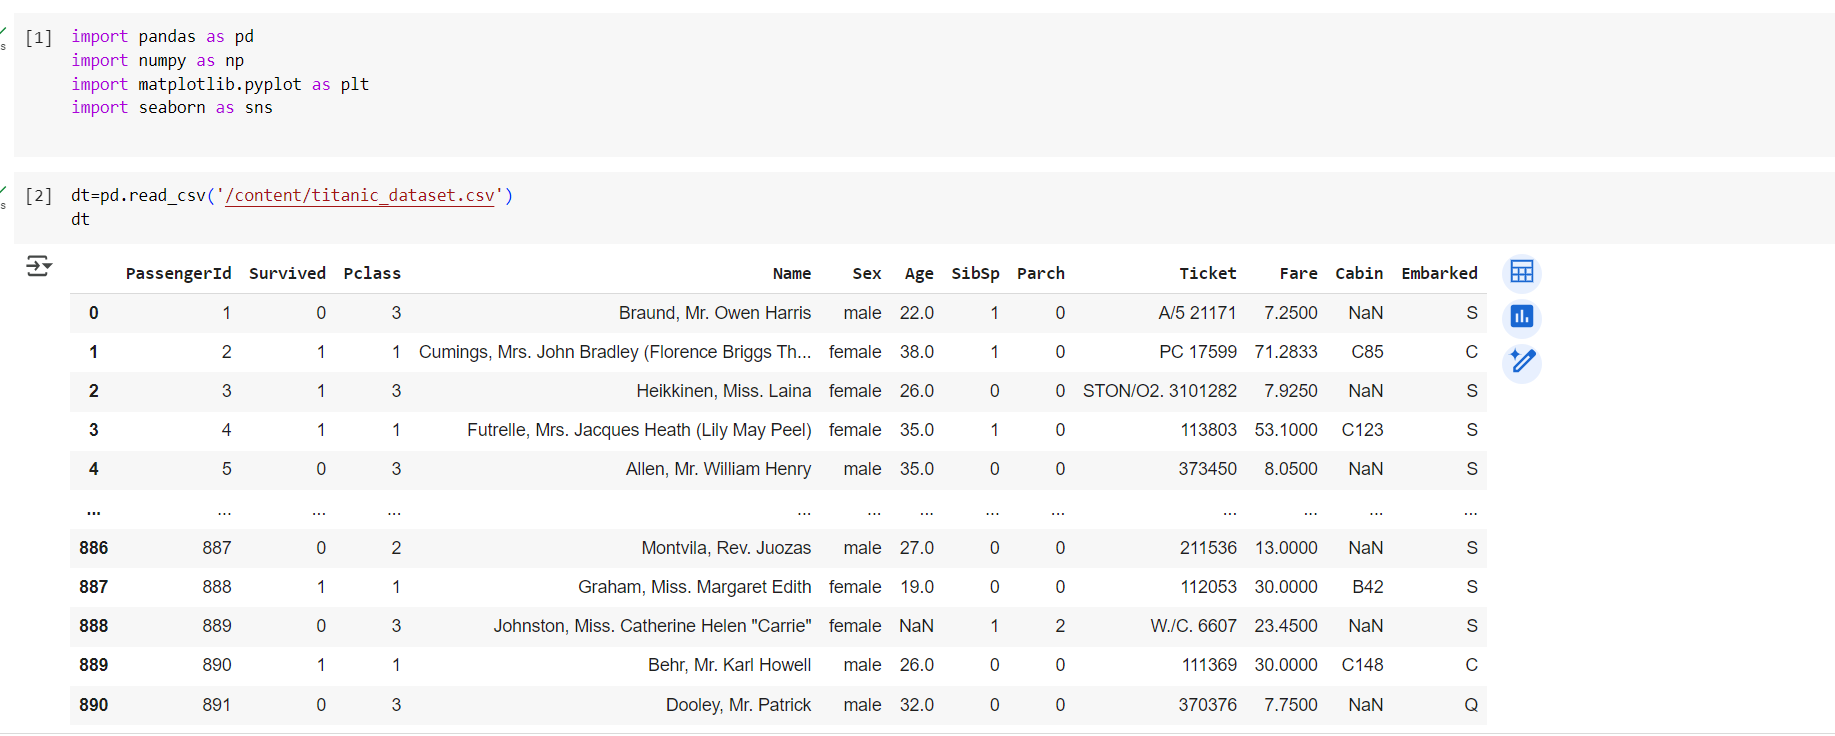 [1] import pandas as pd
import numpy as np
import matplotlib.pyplot as plt
import seaborn as sns
[2] dt=pd.read_csv('/content/titanic_dataset.csv')
dt
PassengerId Survived Pclass Name Sex Age SibSp Parch Ticket Fare Cabin Embarked
0 1 0 3 Braund, Mr. Owen Harris male 22.0 1 0 A/5 21171 7.2500 NaN S
1 2 1 1 Cumings, Mrs. John Bradley (Florence Briggs Th... female 38.0 1 0 PC 17599 71.2833 C85 C
2 3 1 3 Heikkinen, Miss. Laina female 26.0 0 0 STON/O2. 3101282 7.9250 NaN S
3 4 1 1 Futrelle, Mrs. Jacques Heath (Lily May Peel) female 35.0 1 0 113803 53.1000 C123 S
4 5 0 3 Allen, Mr. William Henry male 35.0 0 0 373450 8.0500 NaN S
... ... ... ... ... ... ... ... ... ... ... ... ...
886 887 0 2 Montvila, Rev. Juozas male 27.0 0 0 211536 13.0000 NaN S
887 888 1 1 Graham, Miss. Margaret Edith female 19.0 0 0 112053 30.0000 B42 S
888 889 0 3 Johnston, Miss. Catherine Helen "Carrie" female NaN 1 2 W./C. 6607 23.4500 NaN S
889 890 1 1 Behr, Mr. Karl Howell male 26.0 0 0 111369 30.0000 C148 C
890 891 0 3 Dooley, Mr. Patrick male 32.0 0 0 370376 7.7500 NaN Q